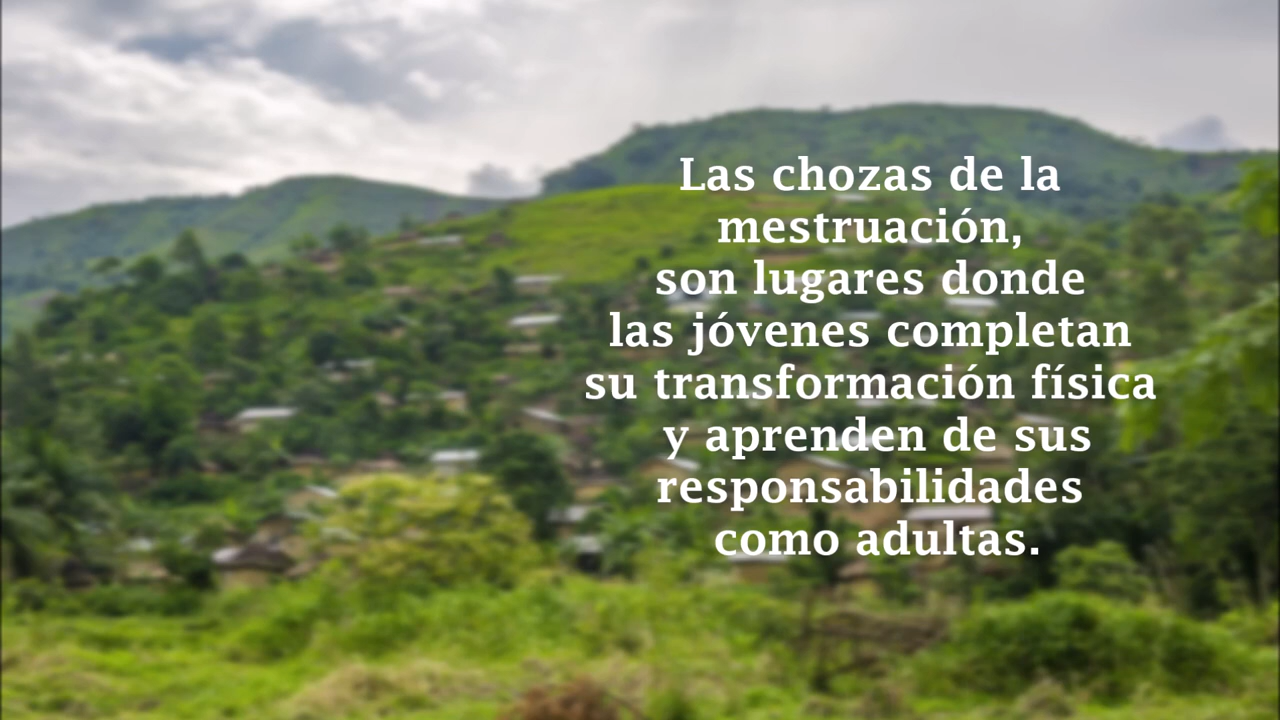 Las chozas de la
mestruación,
son lugares donde
las jóvenes completan
su transformación física
y aprenden de sus
responsabilidades
como adultas.